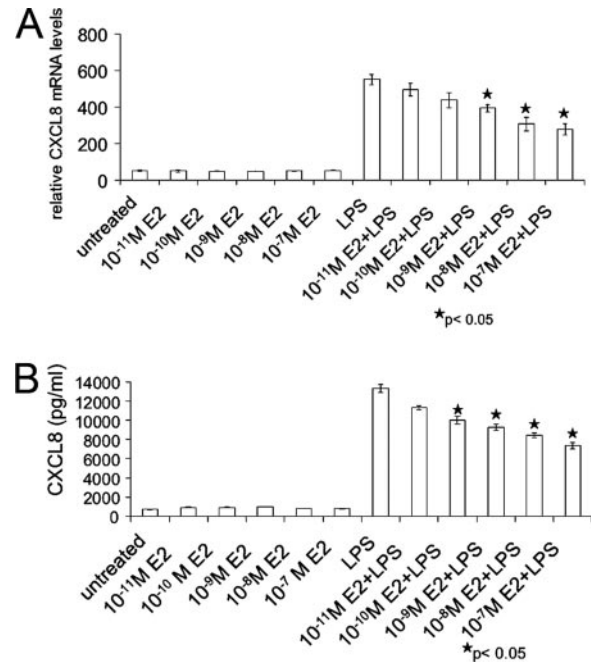 A
relative CXCL8 mRNA levels
800
600
400
200
0
untreated
10-11M E2
10-10M E2
10-9M E2
10-8M E2
10-7M E2
LPS
10-11M E2+LPS
10-10M E2+LPS
10-9M E2+LPS
10-8M E2+LPS
10-7M E2+LPS
★ ★ ★
★p< 0.05
B
CXCL8 (pg/ml)
14000
12000
10000
8000
6000
4000
2000
0
untreated
10-11M E2
10-10 M E2
10-9M E2
10-8M E2
10-7 M E2
LPS
10-11M E2+LPS
10-10M E2+LPS
10-9M E2+LPS
10-8M E2+LPS
10-7M E2+LPS
★ ★ ★ ★
★p< 0.05